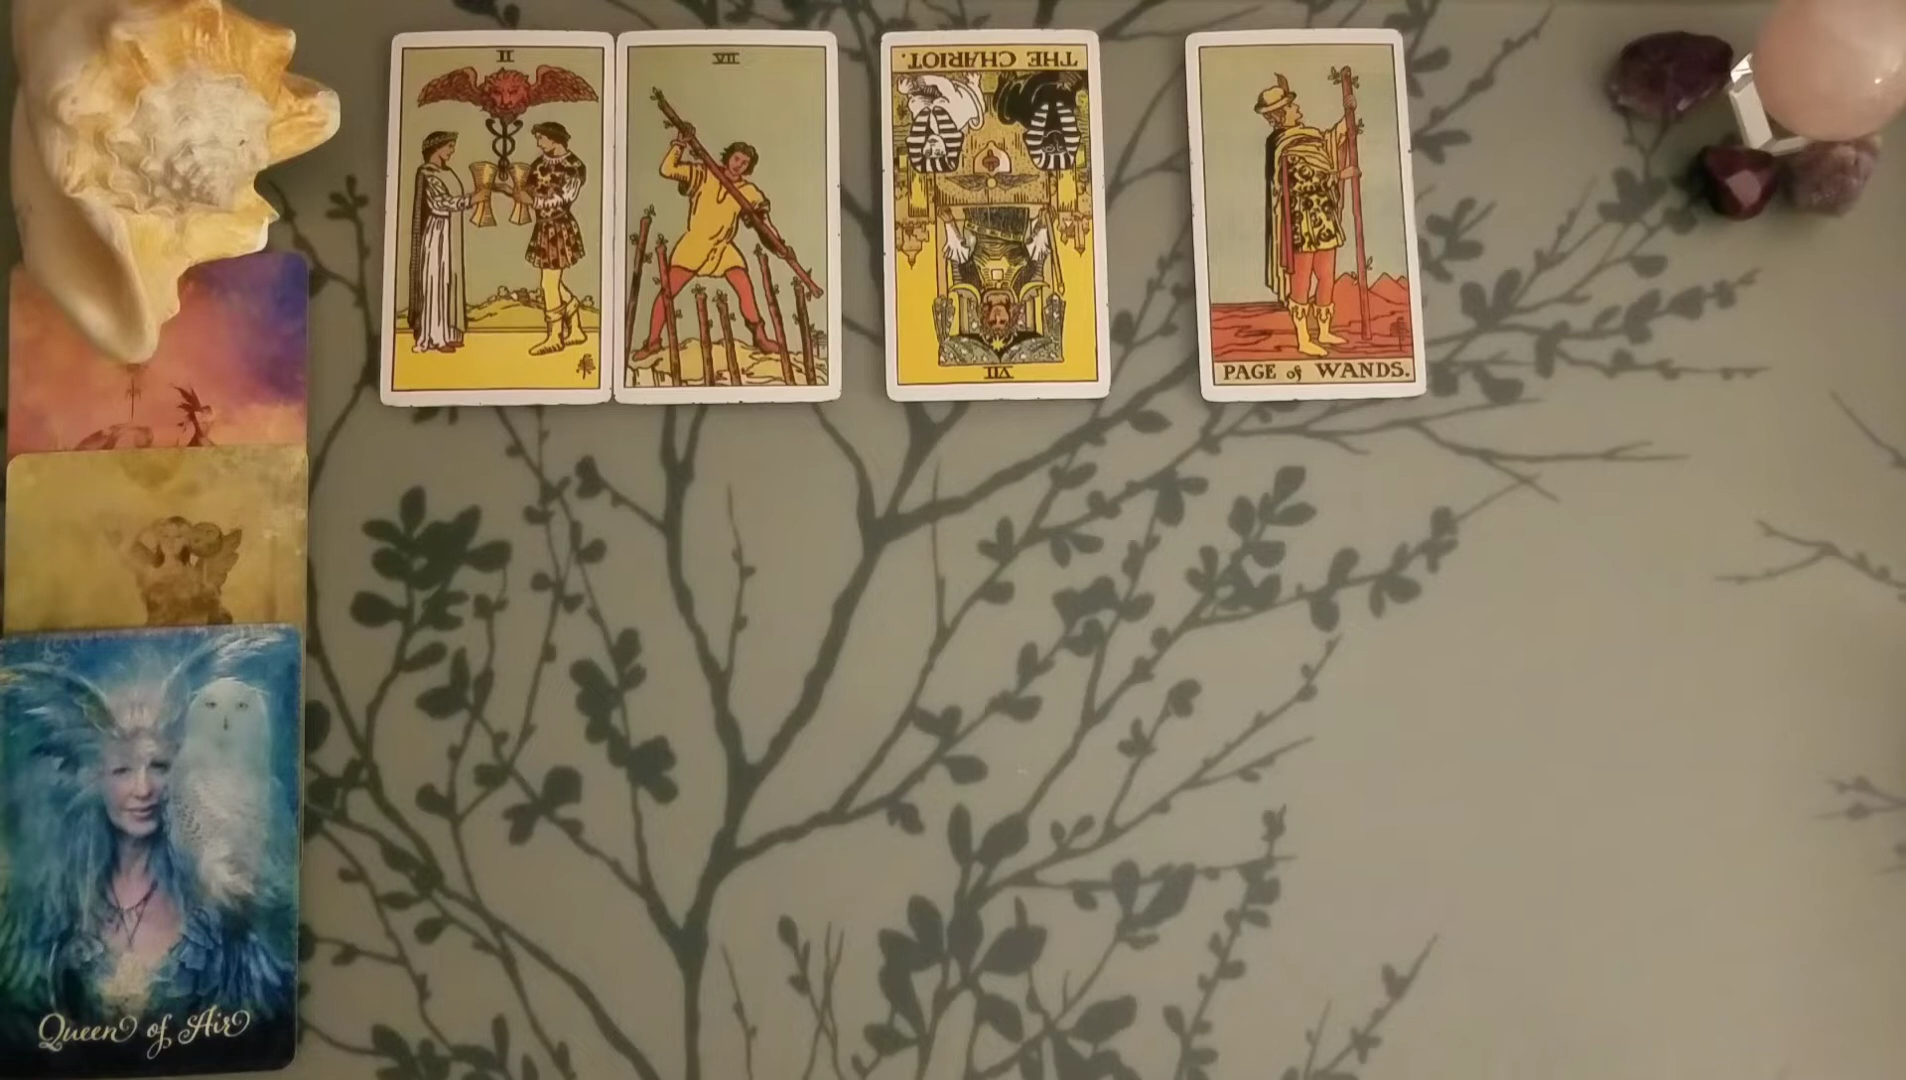 II
VII
THE CHARIOT.
VII
PAGE of WANDS.
Queen of Air